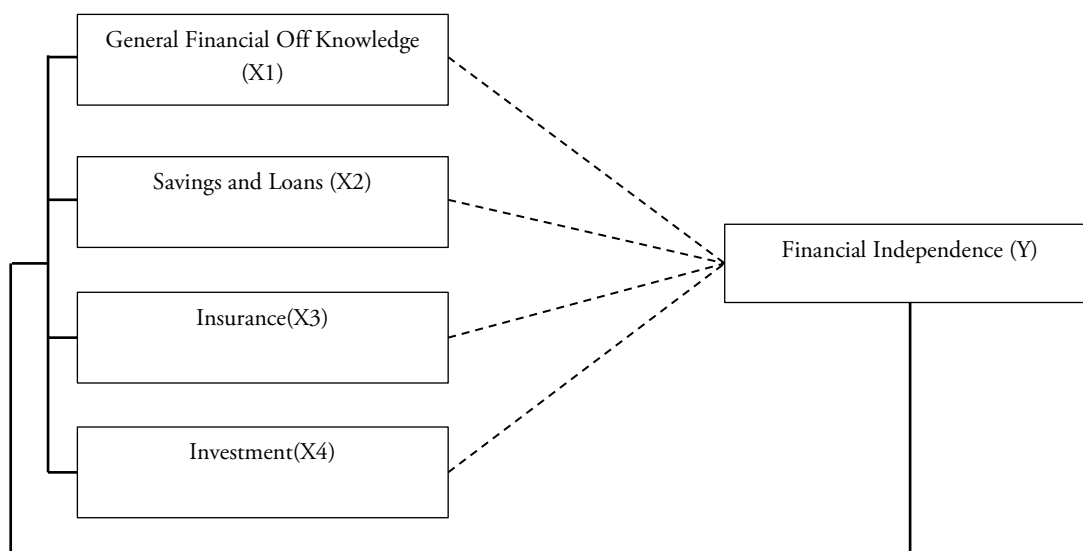 General Financial Off Knowledge
(X1)
Savings and Loans (X2)
Financial Independence (Y)
Insurance(X3)
Investment(X4)